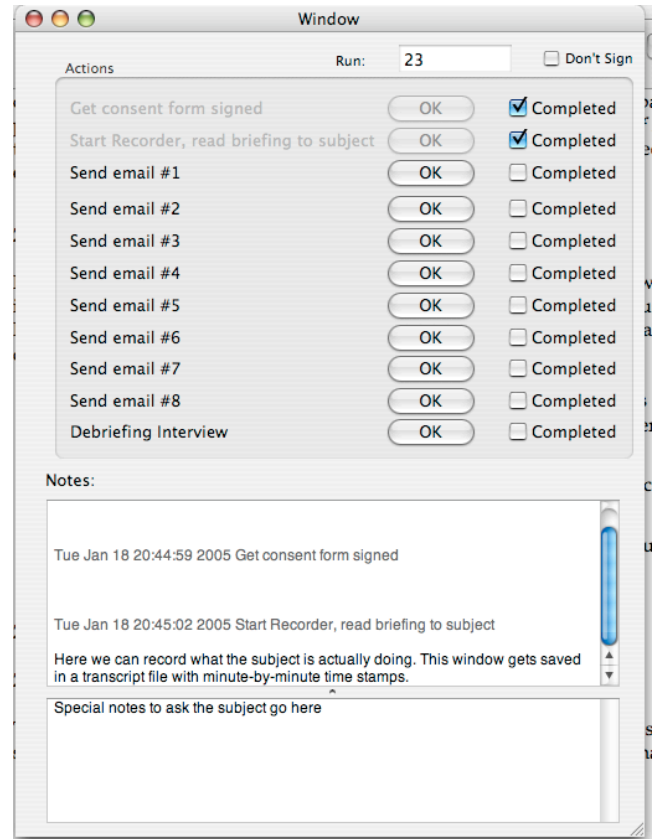 Window
Actions Run: 23 Don't Sign
Get consent form signed OK Completed
Start Recorder, read briefing to subject OK Completed
Send email #1 OK Completed
Send email #2 OK Completed
Send email #3 OK Completed
Send email #4 OK Completed
Send email #5 OK Completed
Send email #6 OK Completed
Send email #7 OK Completed
Send email #8 OK Completed
Debriefing Interview OK Completed
Notes:
Tue Jan 18 20:44:59 2005 Get consent form signed
Tue Jan 18 20:45:02 2005 Start Recorder, read briefing to subject
Here we can record what the subject is actually doing. This window gets saved
in a transcript file with minute-by-minute time stamps.
Special notes to ask the subject go here